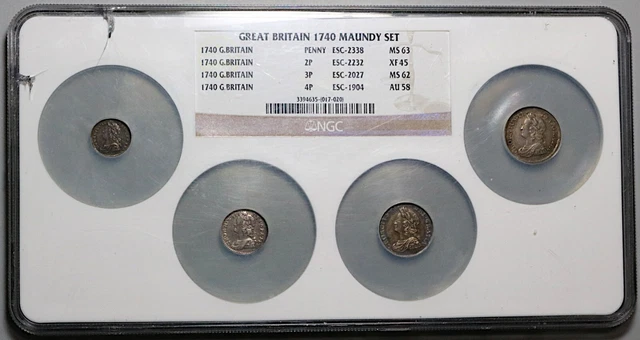 GREAT BRITAIN 1740 MAUNDY SET
1740 G.BRITAIN PENNY ESC-2338 MS 63
1740 G.BRITAIN 2P ESC-2232 XF 45
1740 G.BRITAIN 3P ESC-2027 MS 62
1740 G.BRITAIN 4P ESC-1904 AU 58
3394635-(017-020)
NGC